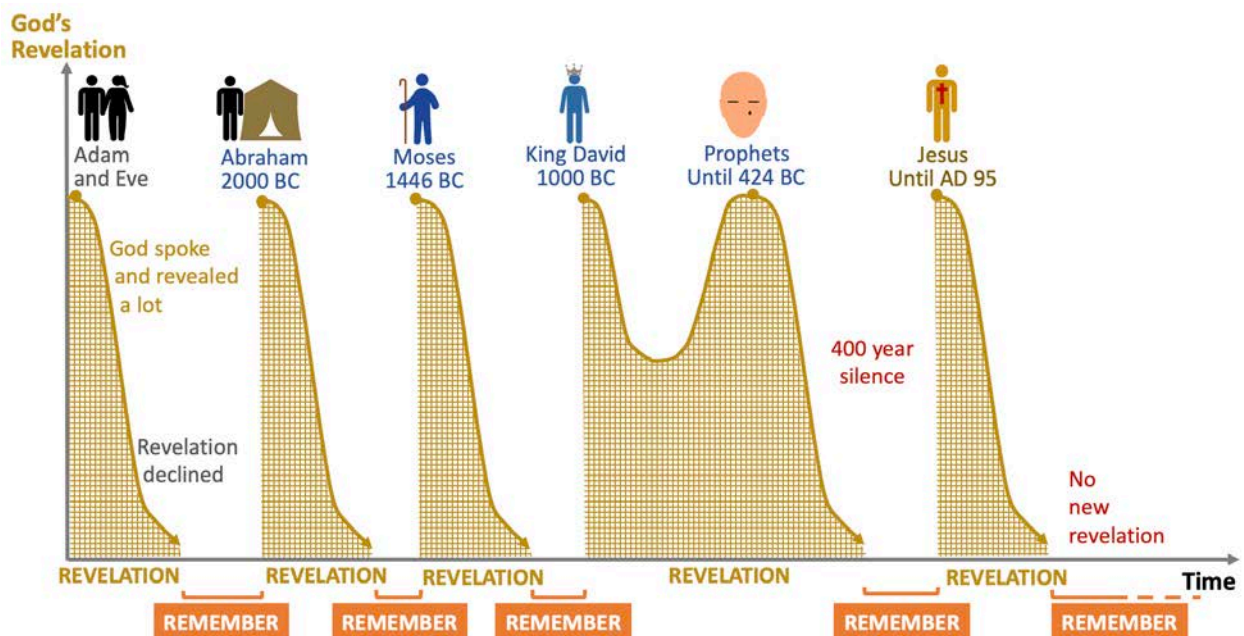 God's
Revelation
Adam
and Eve
Abraham
2000 BC
Moses
1446 BC
King David
1000 BC
Prophets
Until 424 BC
Jesus
Until AD 95
God spoke
and revealed
a lot
Revelation
declined
400 year
silence
No
new
revelation
REVELATION
REVELATION
REVELATION
REVELATION
REVELATION
Time
REMEMBER
REMEMBER
REMEMBER
REMEMBER
REMEMBER